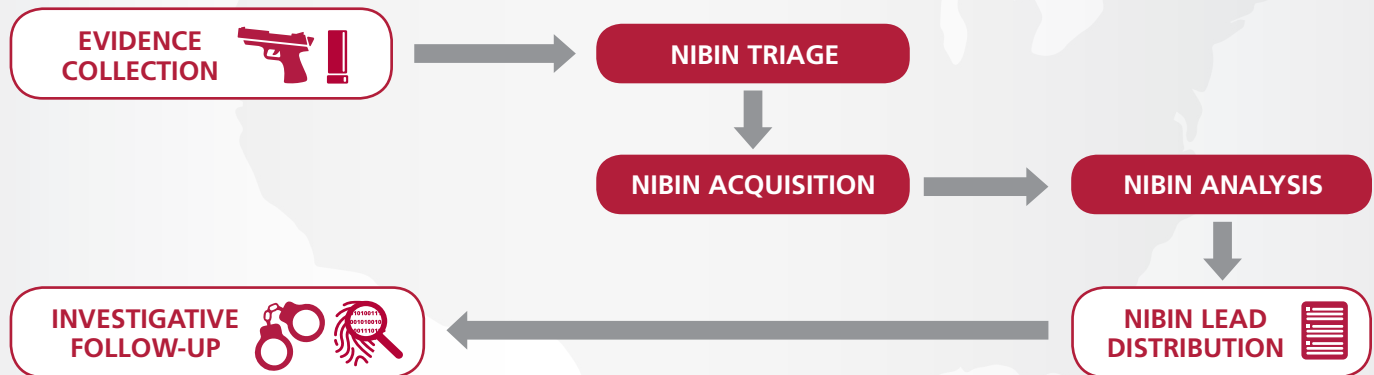 EVIDENCE
COLLECTION
NIBIN TRIAGE
NIBIN ACQUISITION
NIBIN ANALYSIS
NIBIN LEAD
DISTRIBUTION
INVESTIGATIVE
FOLLOW-UP